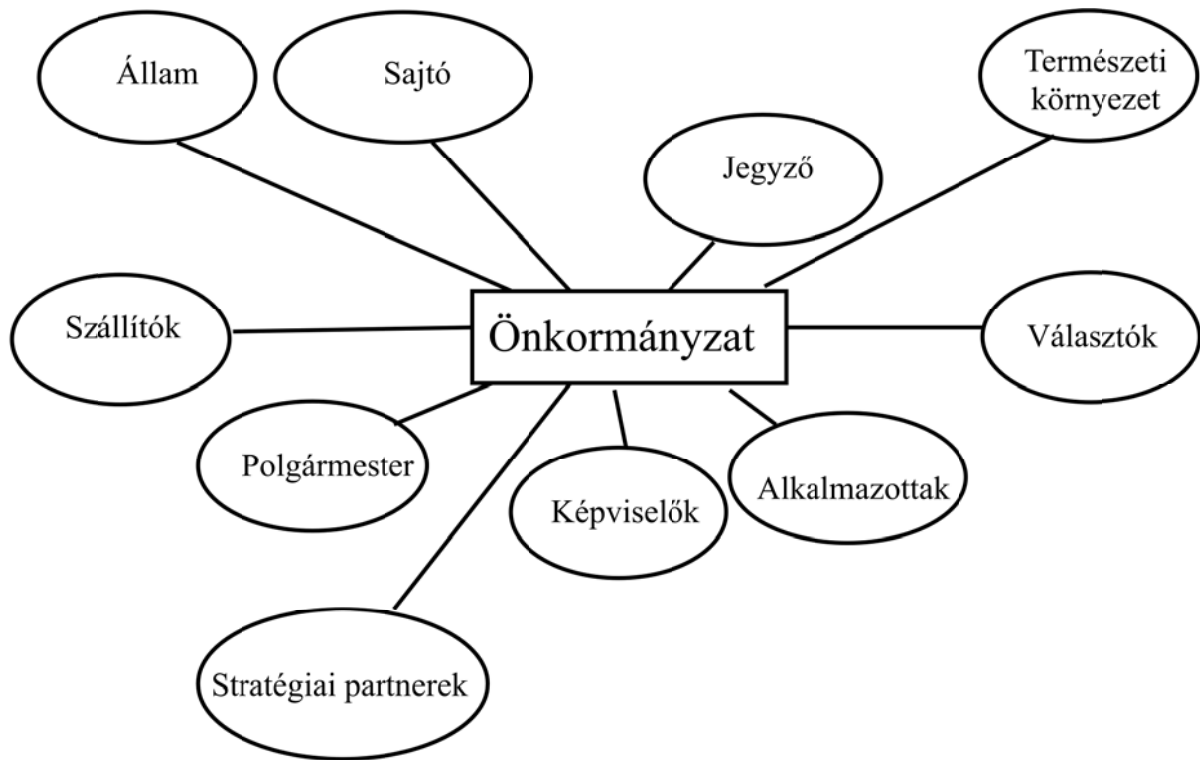 Állam
Sajtó
Természeti
környezet
Jegyző
Szállítók
Önkormányzat
Választók
Polgármester
Képviselők
Alkalmazottak
Stratégiai partnerek